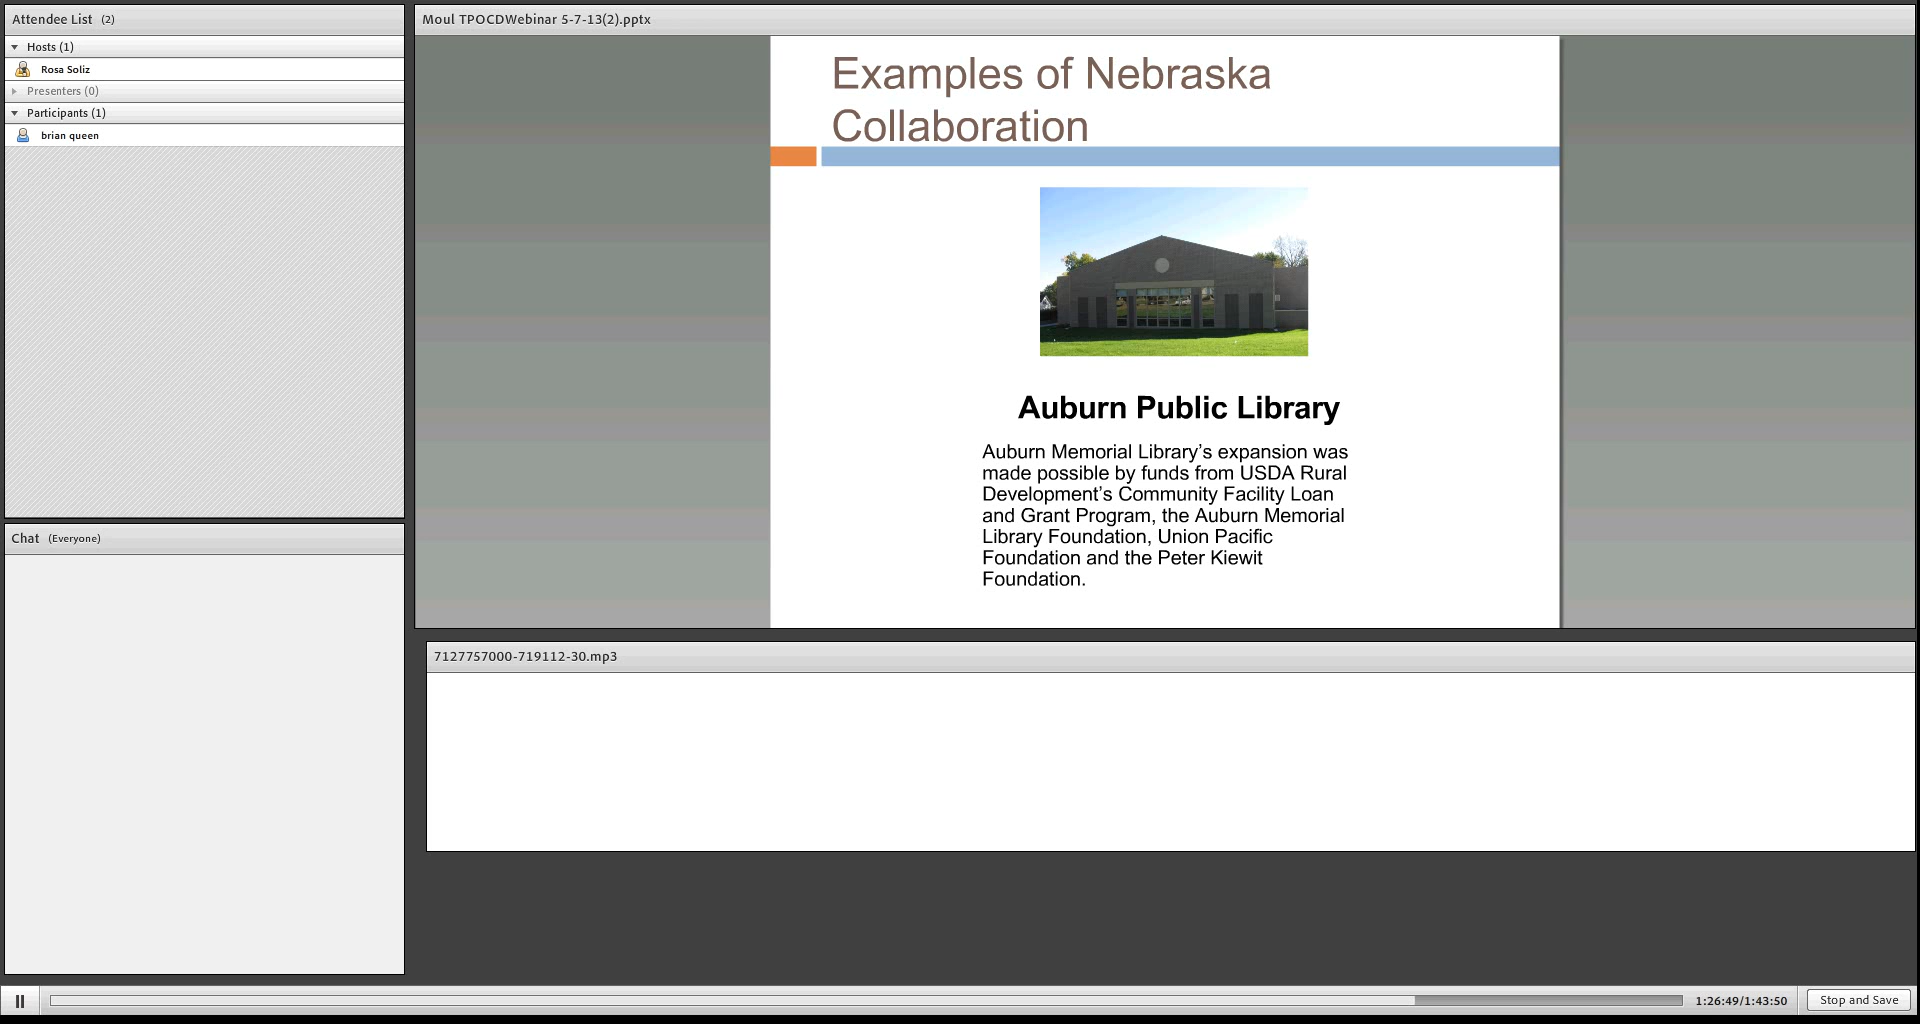 Attendee List (2)
Hosts (1)
Rosa Soliz
Presenters (0)
Participants (1)
brian queen
Chat (Everyone)
Moul TPOCDWebinar 5-7-13(2).pptx
Examples of Nebraska
Collaboration
Auburn Public Library
Auburn Memorial Library’s expansion was
made possible by funds from USDA Rural
Development’s Community Facility Loan
and Grant Program, the Auburn Memorial
Library Foundation, Union Pacific
Foundation and the Peter Kiewit
Foundation.
7127757000-719112-30.mp3
1:26:49/1:43:50
Stop and Save